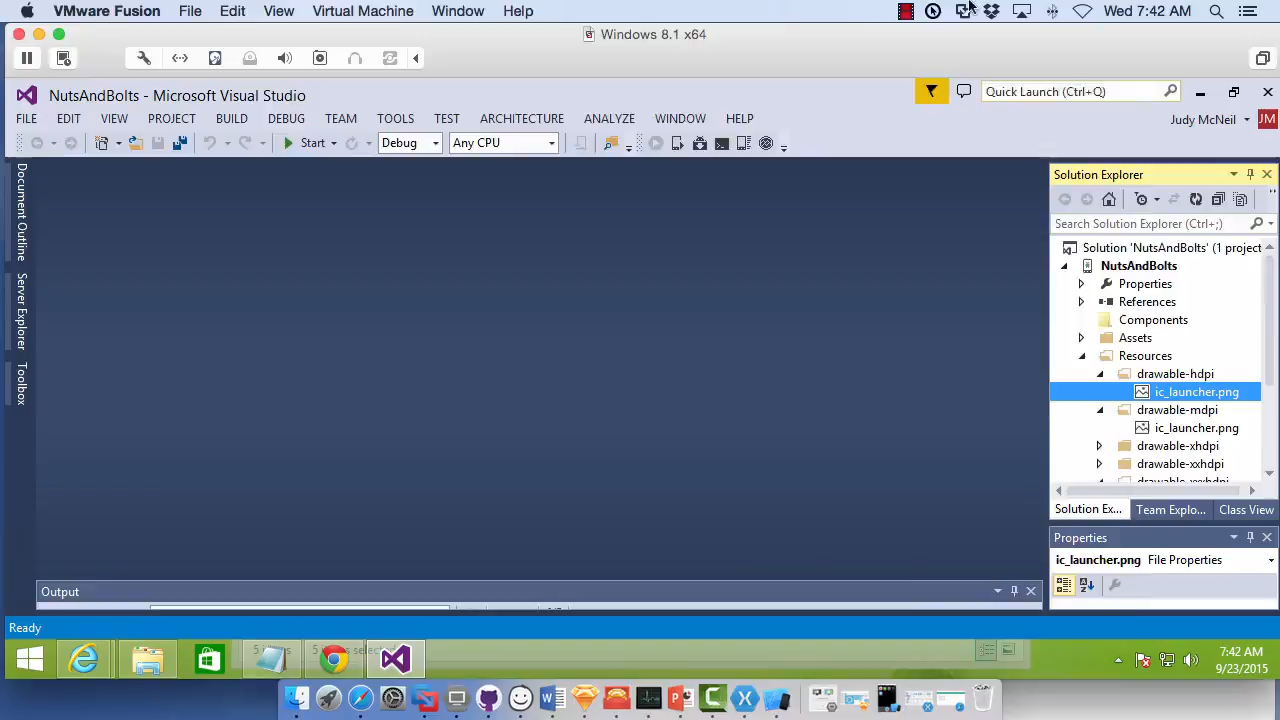 VMware Fusion File Edit View Virtual Machine Window Help Wed 7:42 AM
Windows 8.1 x64
NutsAndBolts - Microsoft Visual Studio Quick Launch (Ctrl+Q)
FILE EDIT VIEW PROJECT BUILD DEBUG TEAM TOOLS TEST ARCHITECTURE ANALYZE WINDOW HELP Judy McNeil JM
Start Debug Any CPU
Document Outline
Server Explorer
Toolbox
Solution Explorer
Search Solution Explorer (Ctrl+;)
Solution 'NutsAndBolts' (1 project
NutsAndBolts
Properties
References
Components
Assets
Resources
drawable-hdpi
ic_launcher.png
drawable-mdpi
ic_launcher.png
drawable-xhdpi
drawable-xxhdpi
Solution Ex... Team Explo... Class View
Properties
ic_launcher.png File Properties
Output
Ready
7:42 AM
9/23/2015